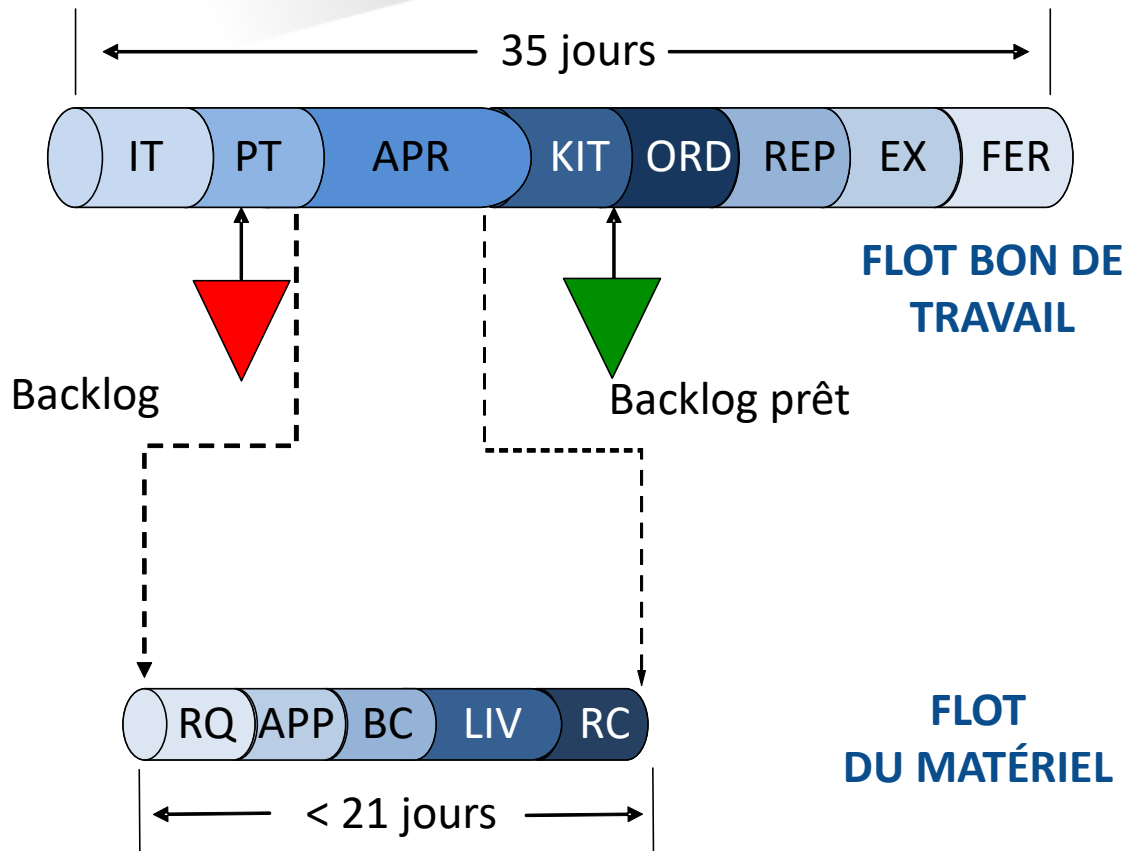 35 jours
IT PT APR KIT ORD REP EX FER
FLOT BON DE
TRAVAIL
Backlog
Backlog prêt
RQ APP BC LIV RC
FLOT
DU MATÉRIEL
< 21 jours